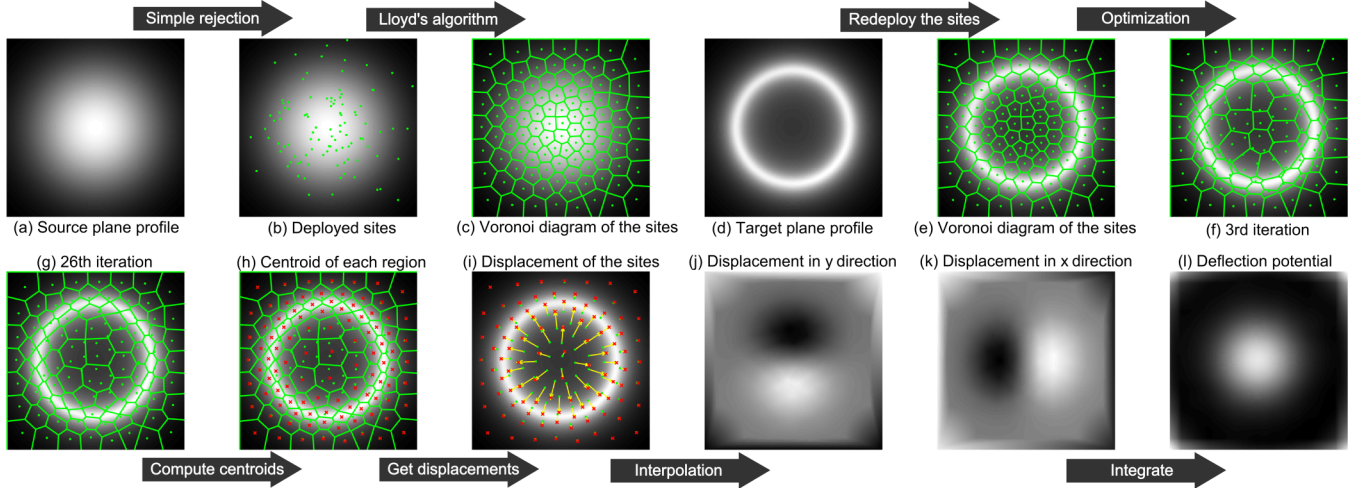 Simple rejection
Lloyd's algorithm
Redeploy the sites
Optimization
(a) Source plane profile
(b) Deployed sites
(c) Voronoi diagram of the sites
(d) Target plane profile
(e) Voronoi diagram of the sites
(f) 3rd iteration
(g) 26th iteration
(h) Centroid of each region
(i) Displacement of the sites
(j) Displacement in y direction
(k) Displacement in x direction
(l) Deflection potential
Compute centroids
Get displacements
Interpolation
Integrate